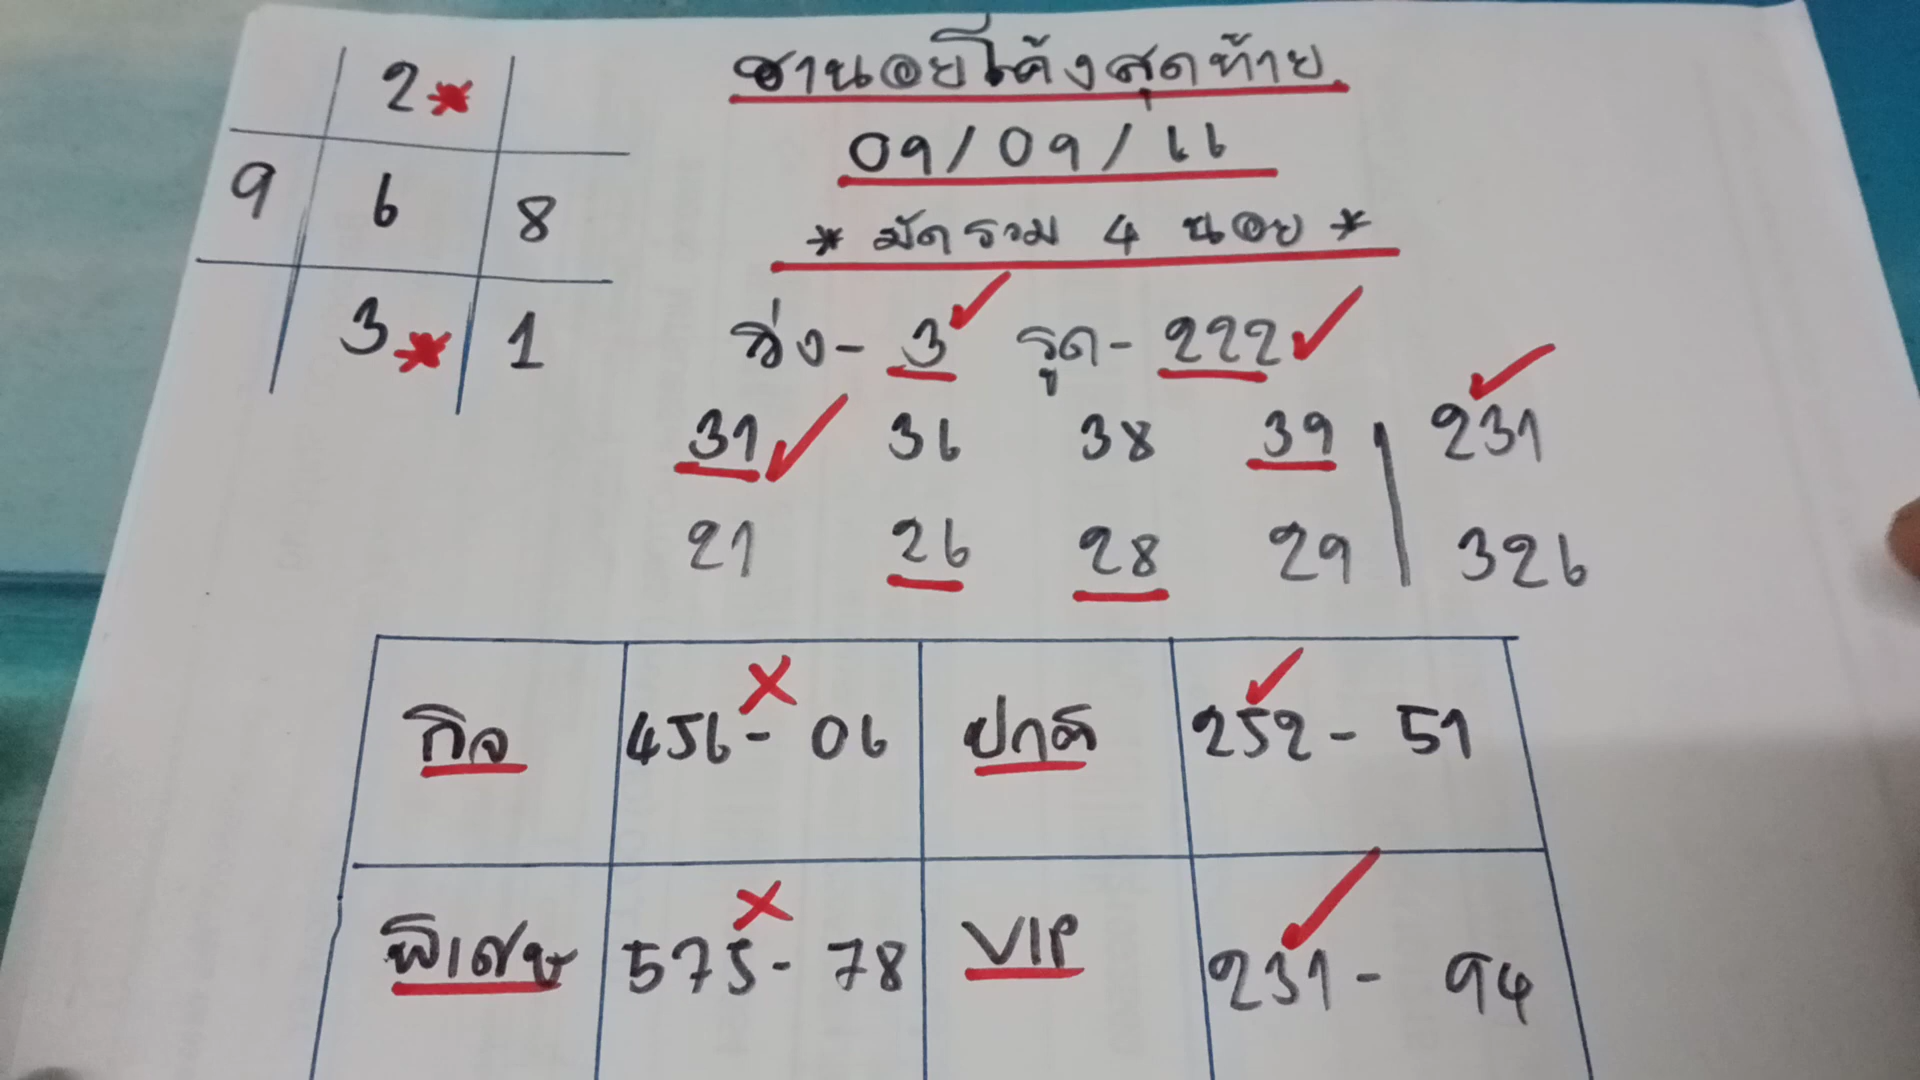 ฮานอยโค้งสุดท้าย
09/09/66
* มัดรวม 4 นอย *
2*
9 6 8
3* 1
วิ่ง - 3 รูด - 222
31 36 38 39 231
21 26 28 29 326
กิจ 456 - 06 ปกติ 252 - 51
พิเศษ 575 - 78 VIP 231 - 94